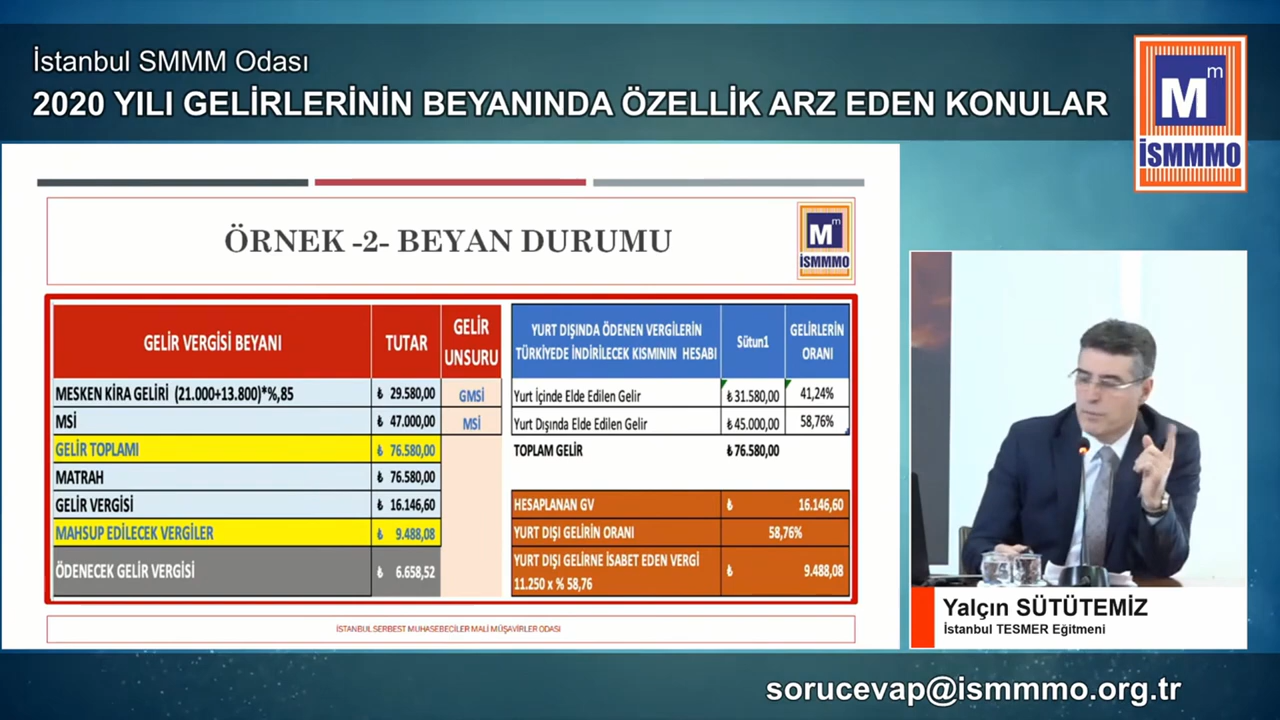 İstanbul SMMM Odası
2020 YILI GELİRLERİNİN BEYANINDA ÖZELLİK ARZ EDEN KONULAR
M m
İSMMMO
ÖRNEK -2- BEYAN DURUMU
M m
İSMMMO
GELİR VERGİSİ BEYANI TUTAR GELİR UNSURU
MESKEN KİRA GELİRİ (21.000+13.800)*%,85 ₺ 29.580,00 GMSİ
MSİ ₺ 47.000,00 MSİ
GELİR TOPLAMI ₺ 76.580,00
MATRAH ₺ 76.580,00
GELİR VERGİSİ ₺ 16.146,60
MAHSUP EDİLECEK VERGİLER ₺ 9.488,08
ÖDENECEK GELİR VERGİSİ ₺ 6.658,52
YURT DIŞINDA ÖDENEN VERGİLERİN
TÜRKİYEDE İNDİRİLECEK KISMININ HESABI Sütun1 GELİRLERİN ORANI
Yurt İçinde Elde Edilen Gelir ₺31.580,00 41,24%
Yurt Dışında Elde Edilen Gelir ₺45.000,00 58,76%
TOPLAM GELİR ₺76.580,00
HESAPLANAN GV ₺ 16.146,60
YURT DIŞI GELİRİN ORANI 58,76%
YURT DIŞI GELİRNE İSABET EDEN VERGİ
11.250 x % 58,76 ₺ 9.488,08
İSTANBUL SERBEST MUHASEBECİLER MALİ MÜŞAVİRLER ODASI
Yalçın SÜTÜTEMİZ
İstanbul TESMER Eğitmeni
sorucevap@ismmmo.org.tr